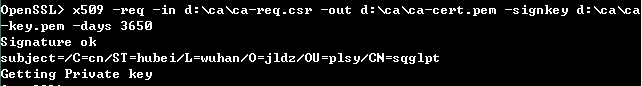 OpenSSL> x509 -req -in d:\ca\ca-req.csr -out d:\ca\ca-cert.pem -signkey d:\ca\ca
-key.pem -days 3650
Signature ok
subject=/C=cn/ST=hubei/L=wuhan/O=jldz/OU=plsy/CN=sqglpt
Getting Private key